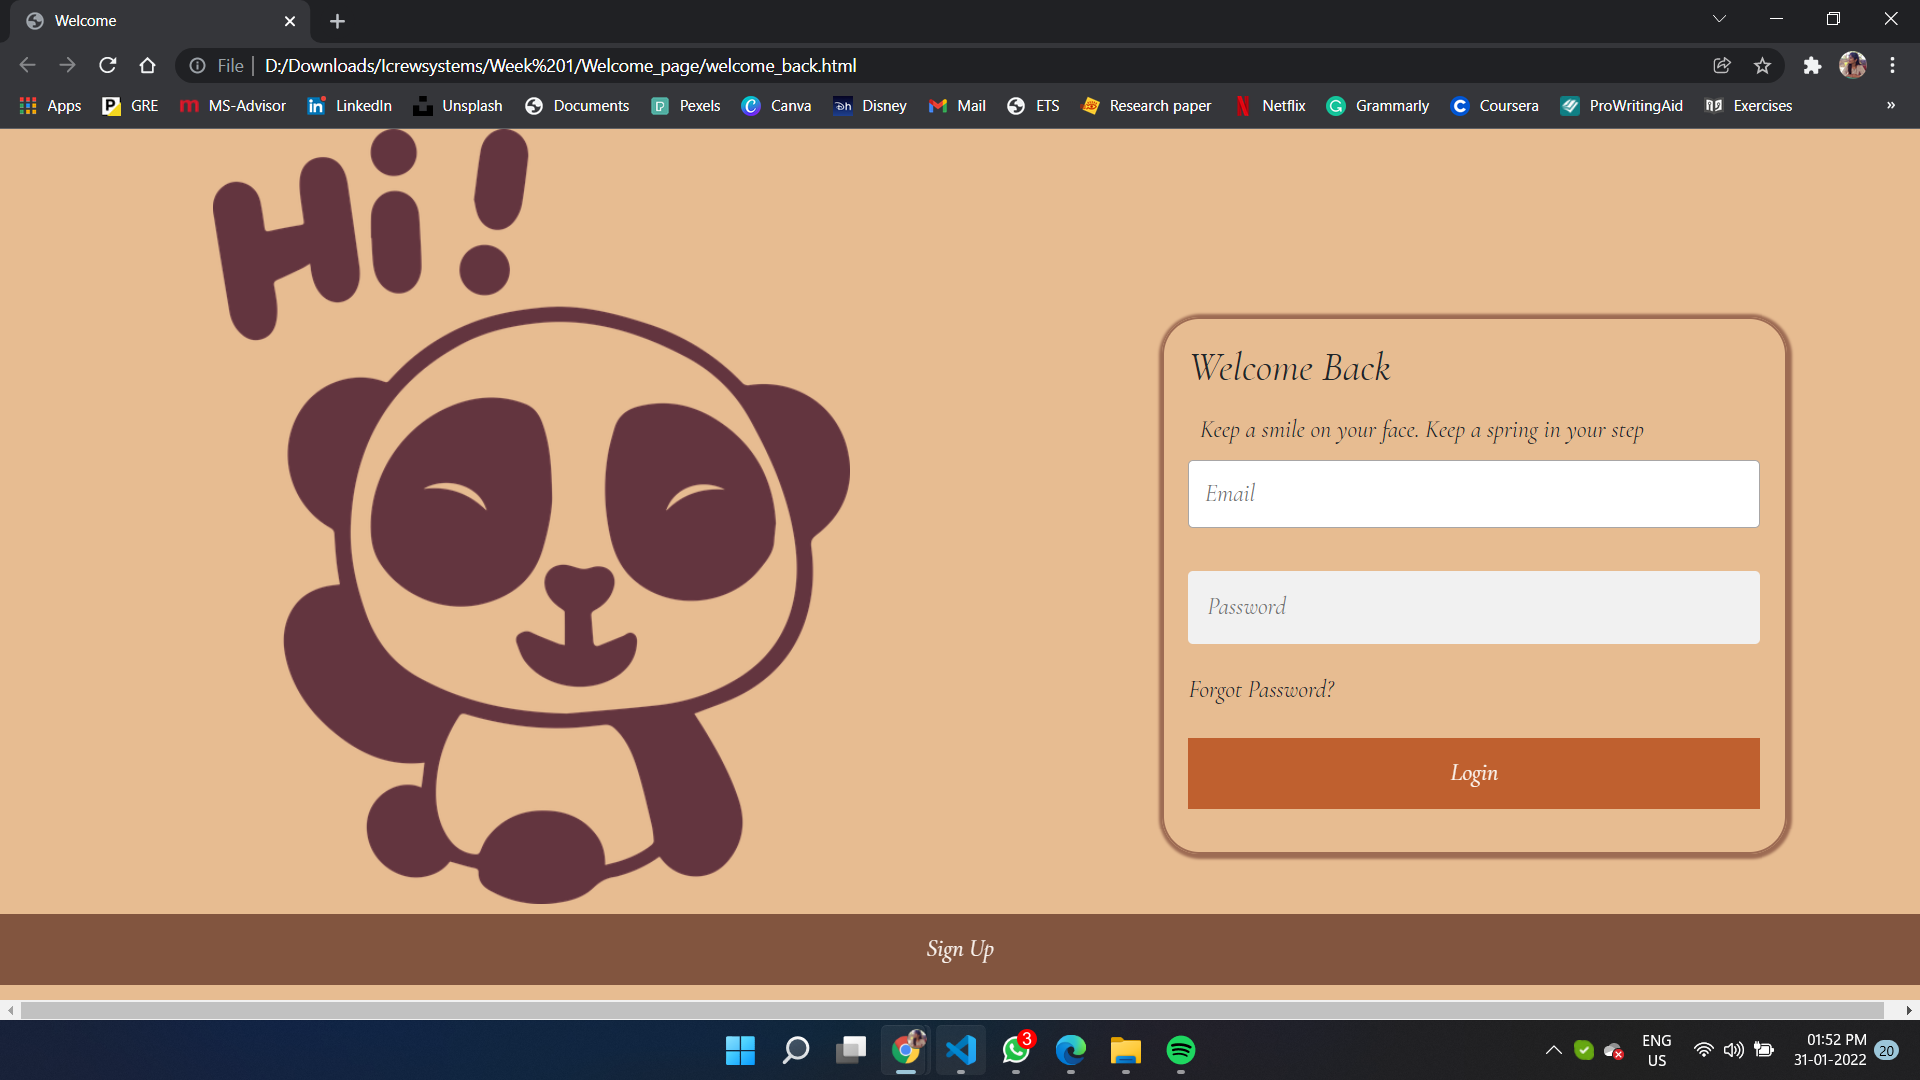 Welcome
File
D:/Downloads/Icrewsystems/Week%201/Welcome_page/welcome_back.html
Apps GRE MS-Advisor LinkedIn Unsplash Documents Pexels Canva Disney Mail ETS Research paper Netflix Grammarly Coursera ProWritingAid Exercises »
Hi!
Welcome Back
Keep a smile on your face. Keep a spring in your step
Email
Password
Forgot Password?
Login
Sign Up
3
ENG
US
01:52 PM
31-01-2022
20